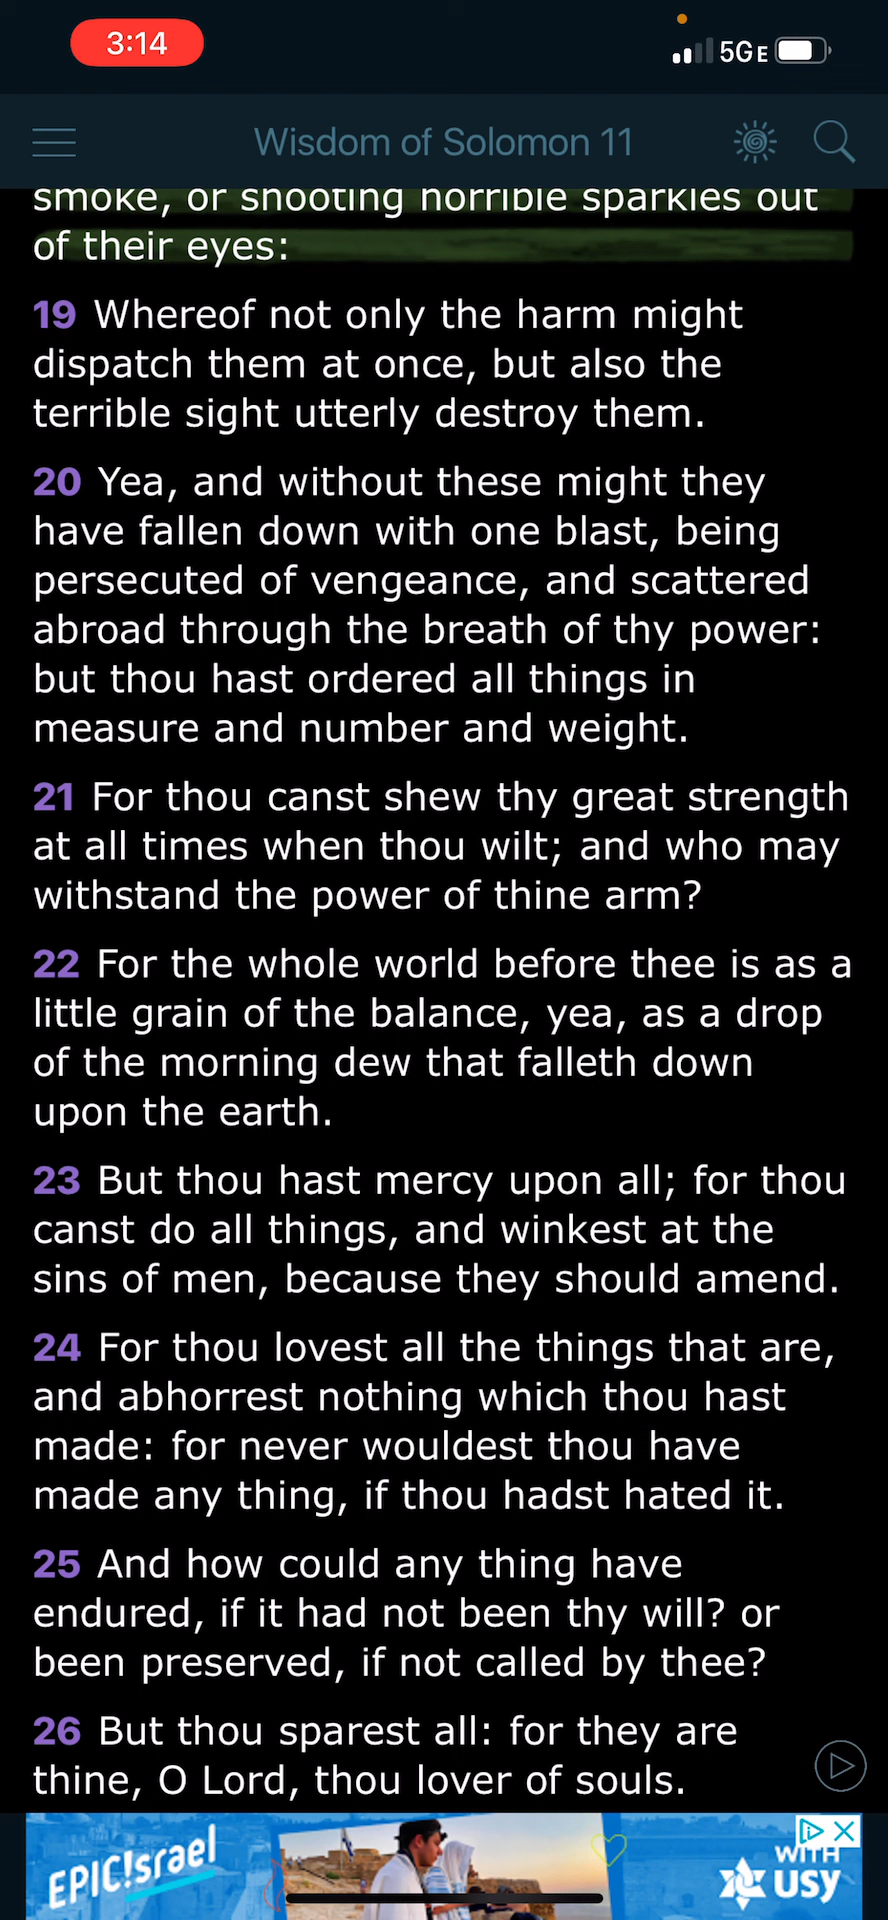 3:14
5GE
Wisdom of Solomon 11
smoke, or shooting horrible sparkles out
of their eyes:
19 Whereof not only the harm might
dispatch them at once, but also the
terrible sight utterly destroy them.
20 Yea, and without these might they
have fallen down with one blast, being
persecuted of vengeance, and scattered
abroad through the breath of thy power:
but thou hast ordered all things in
measure and number and weight.
21 For thou canst shew thy great strength
at all times when thou wilt; and who may
withstand the power of thine arm?
22 For the whole world before thee is as a
little grain of the balance, yea, as a drop
of the morning dew that falleth down
upon the earth.
23 But thou hast mercy upon all; for thou
canst do all things, and winkest at the
sins of men, because they should amend.
24 For thou lovest all the things that are,
and abhorrest nothing which thou hast
made: for never wouldest thou have
made any thing, if thou hadst hated it.
25 And how could any thing have
endured, if it had not been thy will? or
been preserved, if not called by thee?
26 But thou sparest all: for they are
thine, O Lord, thou lover of souls.
EPIC!srael
WITH
USY